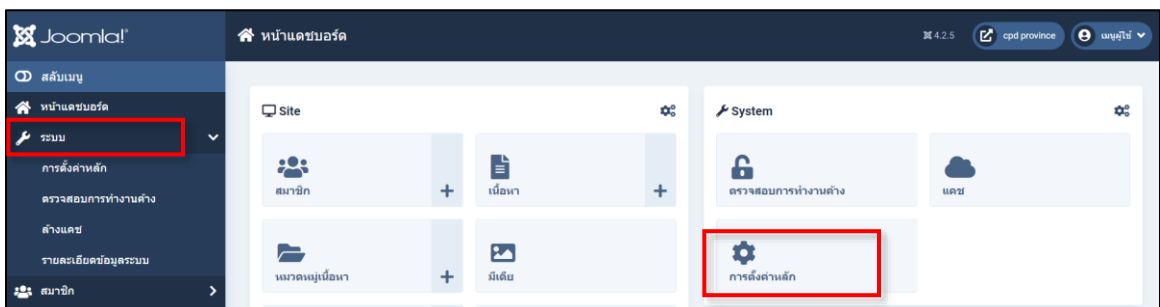 Joomla!®
หน้าแดชบอร์ด
4.2.5
cpd province
เมนูผู้ใช้
สลับเมนู
หน้าแดชบอร์ด
ระบบ
การตั้งค่าหลัก
ตรวจสอบการทำงานค้าง
ล้างแคช
รายละเอียดข้อมูลระบบ
สมาชิก
Site
สมาชิก
เนื้อหา
หมวดหมู่เนื้อหา
มีเดีย
System
ตรวจสอบการทำงานค้าง
แคช
การตั้งค่าหลัก